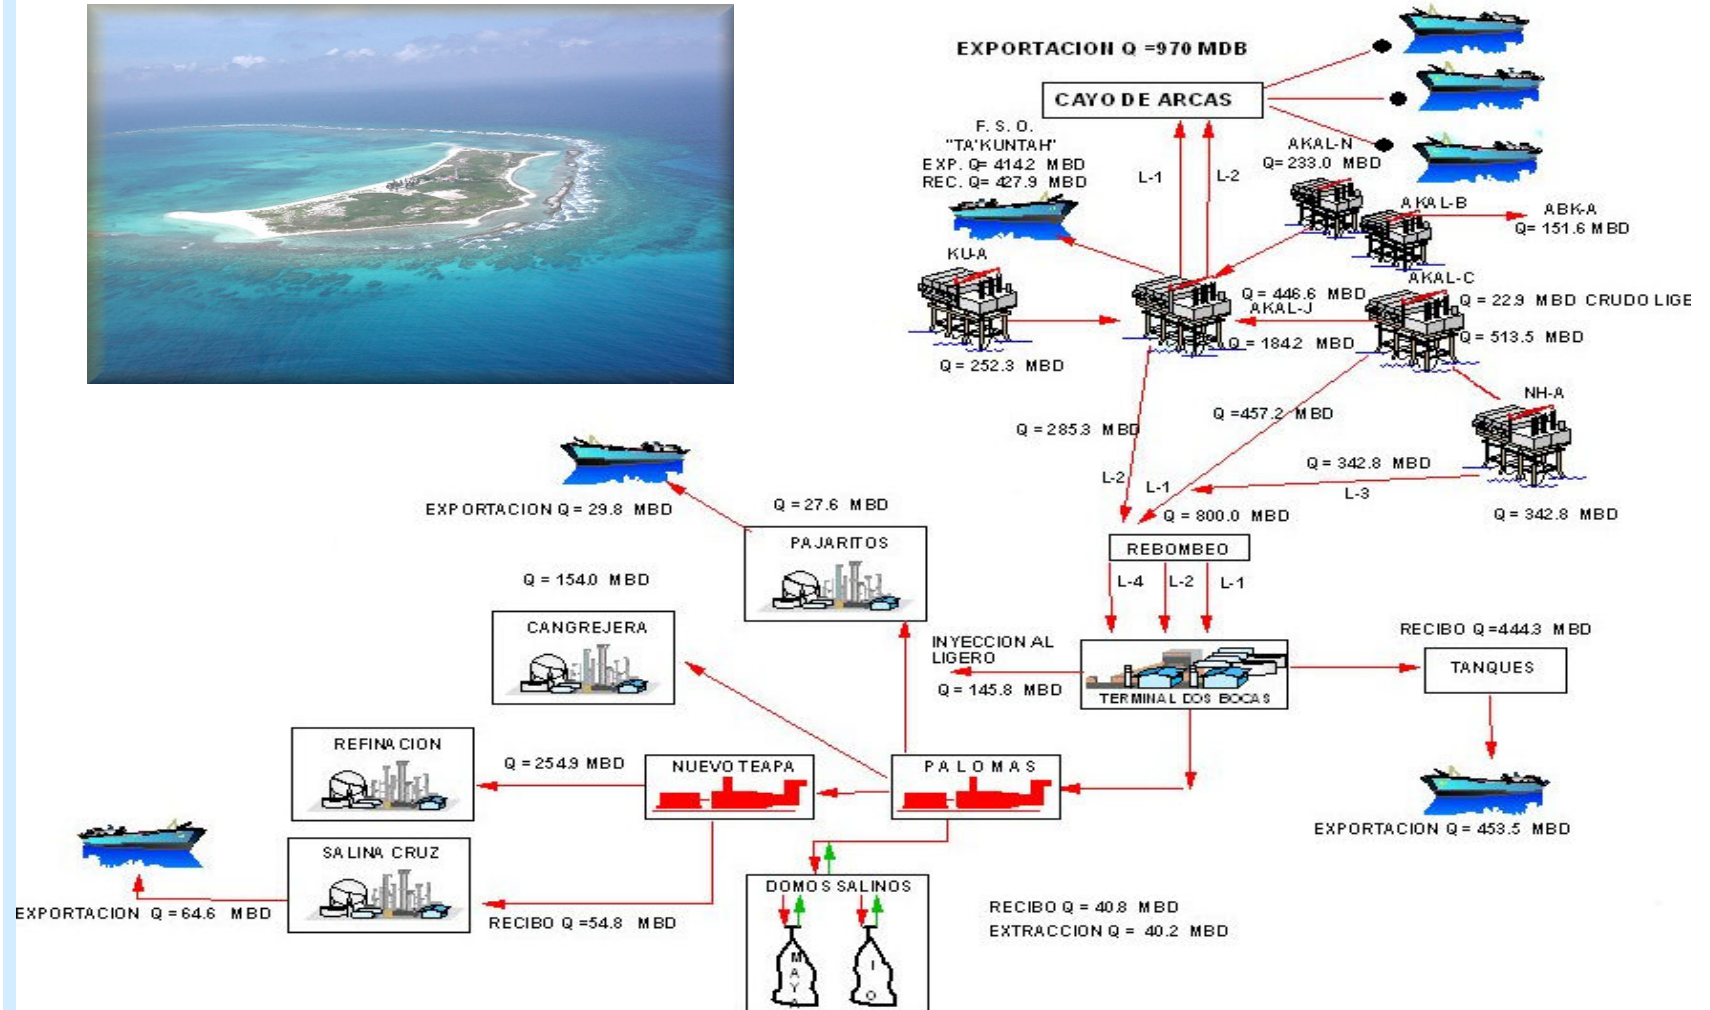 EXPORTACION Q =970 MDB
CAYO DE ARCAS
F. S. O.
"TA'KUNTAH"
EXP. Q= 414.2 MBD
REC. Q= 427.9 MBD
L-1
L-2
AKAL-N
Q=233.0 MBD
AKAL-B
ABK-A
Q= 151.6 MBD
KU-A
Q = 252.3 MBD
Q = 446.6 MBD
AKAL-J
Q = 184.2 MBD
AKAL-C
Q = 22.9 MBD CRUDO LIGE
Q = 513.5 MBD
NH-A
Q =457.2 MBD
Q = 285.3 MBD
Q = 342.8 MBD
L-3
L-2
L-1
Q = 342.8 MBD
Q = 800.0 MBD
REBOMBEO
L-4
L-2
L-1
EXPORTACION Q = 29.8 MBD
Q = 27.6 MBD
PAJARITOS
Q = 154.0 MBD
CANGREJERA
INYECCION AL
LIGERO
Q = 145.8 MBD
TERMINAL DOS BOCAS
RECIBO Q =444.3 MBD
TANQUES
EXPORTACION Q = 453.5 MBD
REFINACION
Q = 254.9 MBD
NUEVO TEAPA
PALOMAS
SALINA CRUZ
EXPORTACION Q = 64.6 MBD
RECIBO Q =54.8 MBD
DOMOS SALINOS
MAYA
RECIBO Q = 40.8 MBD
EXTRACCION Q = 40.2 MBD